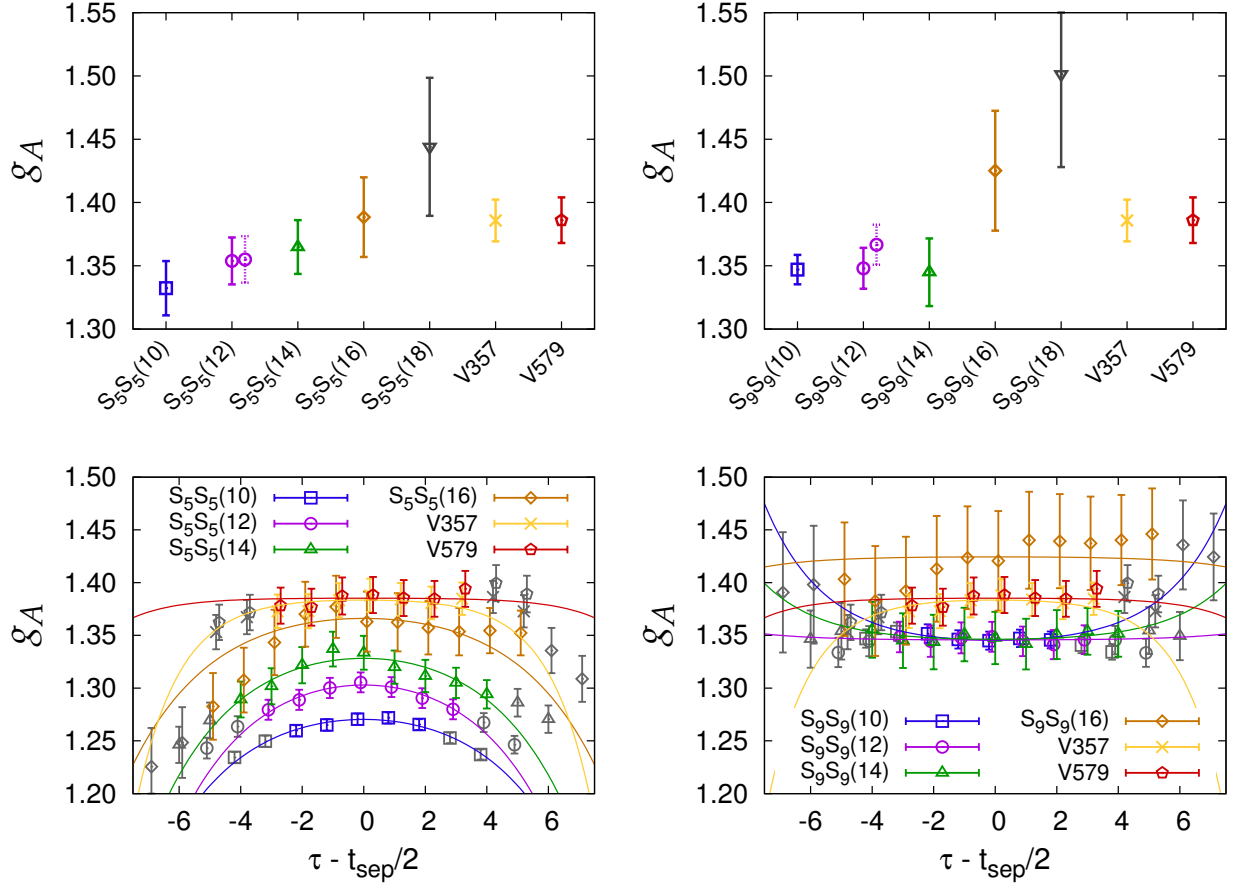 1.55
1.50
1.45
1.40
1.35
1.30
g_A
S5S5(10)
S5S5(12)
S5S5(14)
S5S5(16)
S5S5(18)
V357
V579
1.55
1.50
1.45
1.40
1.35
1.30
g_A
S9S9(10)
S9S9(12)
S9S9(14)
S9S9(16)
S9S9(18)
V357
V579
1.50
1.45
1.40
1.35
1.30
1.25
1.20
g_A
S5S5(10)
S5S5(12)
S5S5(14)
S5S5(16)
V357
V579
-6 -4 -2 0 2 4 6
τ - t_sep/2
1.50
1.45
1.40
1.35
1.30
1.25
1.20
g_A
S9S9(10)
S9S9(12)
S9S9(14)
S9S9(16)
V357
V579
-6 -4 -2 0 2 4 6
τ - t_sep/2